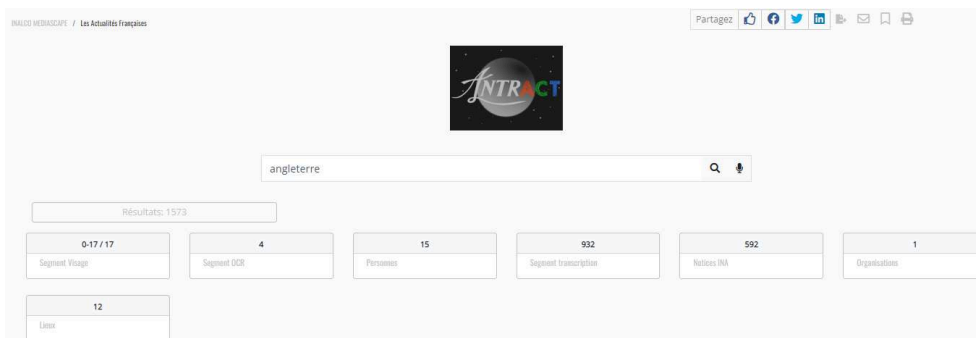 INALCO MEDIASCAPE / Les Actualités Françaises
Partagez
ANTRACT
angleterre
Résultats: 1573
0-17 / 17
Segment Visage
4
Segment OCR
15
Personnes
932
Segment transcription
592
Notices INA
1
Organisations
12
Lieux